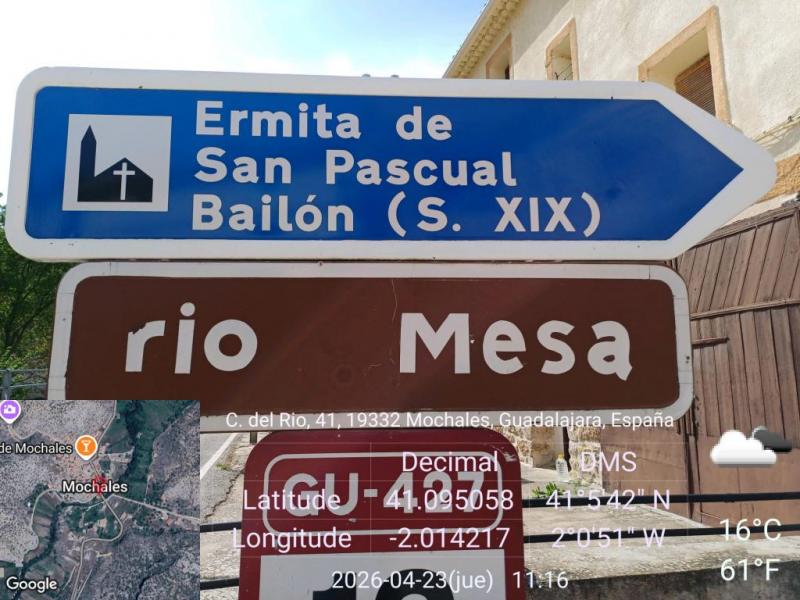 Ermita de
San Pascual
Bailón (S. XIX)
rio Mesa
C. del Rio, 41, 19332 Mochales, Guadalajara, España
Decimal DMS
Latitude 41.095058 41°5'42" N
Longitude -2.014217 2°0'51" W
2026-04-23(jue) 11:16
16°C
61°F
GU-427
de Mochales
Mochales
Google